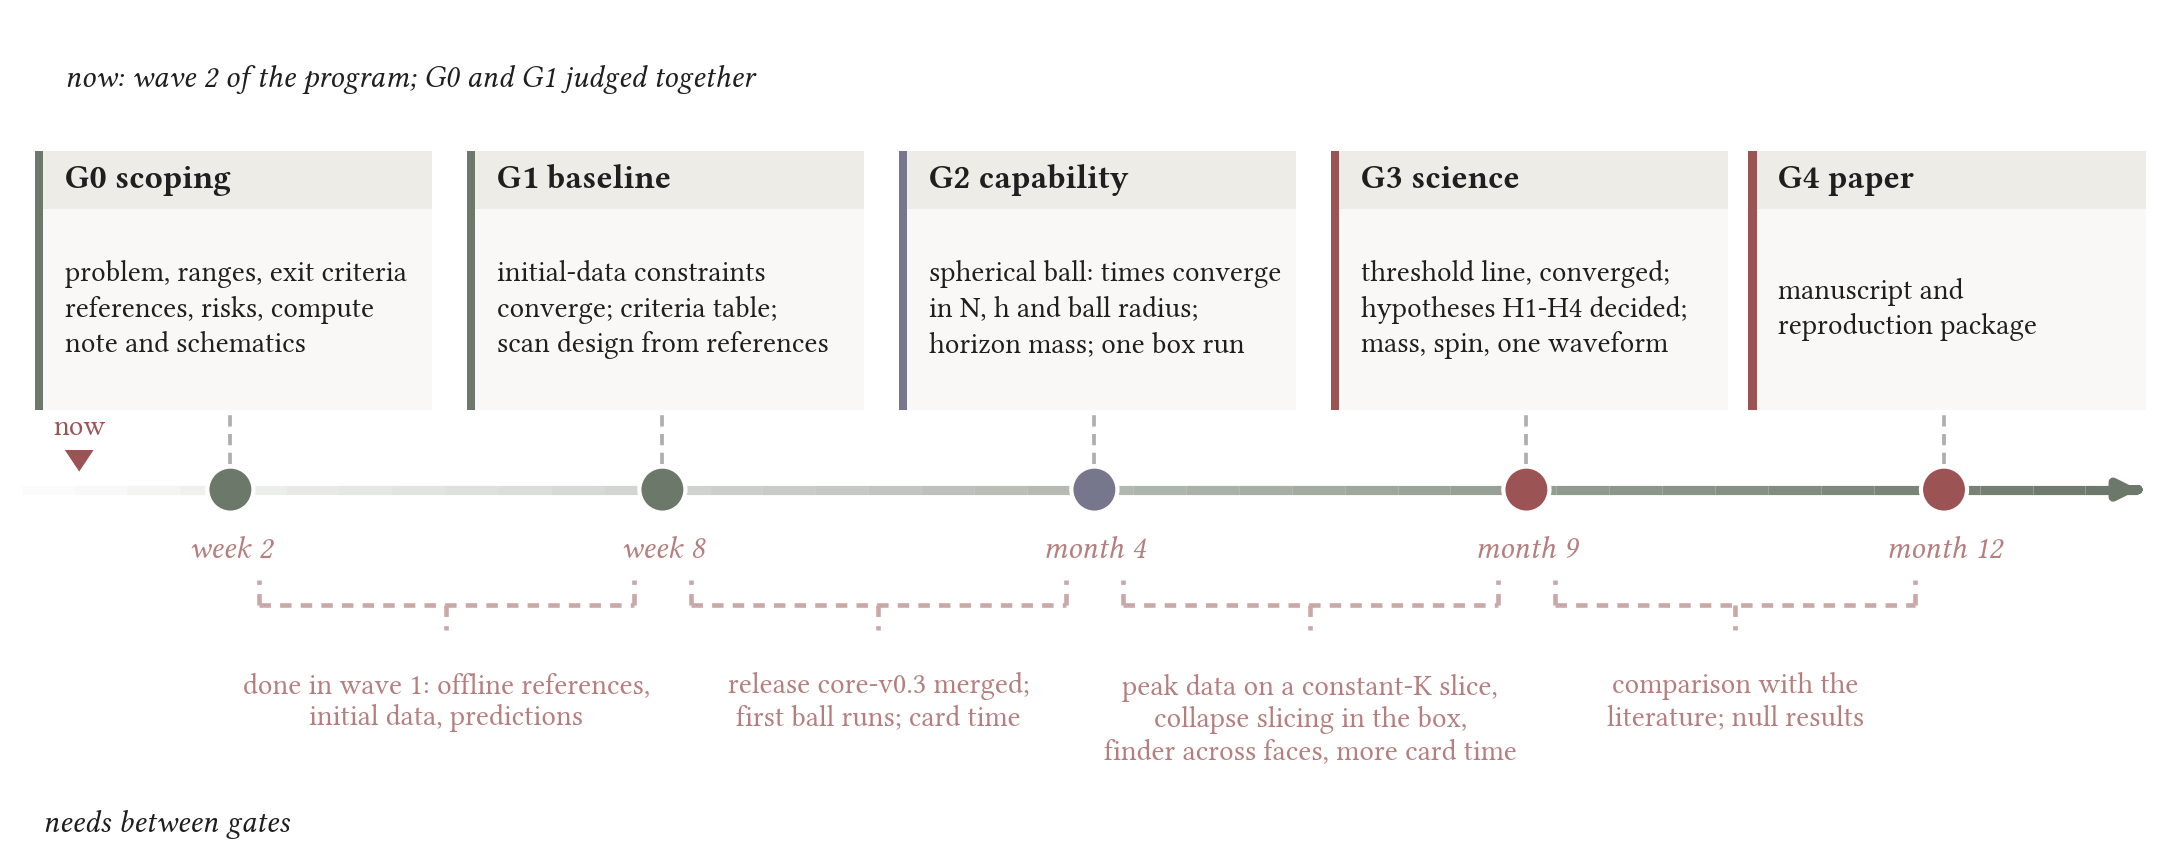 now: wave 2 of the program; G0 and G1 judged together
G0 scoping
problem, ranges, exit criteria
references, risks, compute
note and schematics
G1 baseline
initial-data constraints
converge; criteria table;
scan design from references
G2 capability
spherical ball: times converge
in N, h and ball radius;
horizon mass; one box run
G3 science
threshold line, converged;
hypotheses H1-H4 decided;
mass, spin, one waveform
G4 paper
manuscript and
reproduction package
now
week 2
week 8
month 4
month 9
month 12
done in wave 1: offline references,
initial data, predictions
release core-v0.3 merged;
first ball runs; card time
peak data on a constant-K slice,
collapse slicing in the box,
finder across faces, more card time
comparison with the
literature; null results
needs between gates